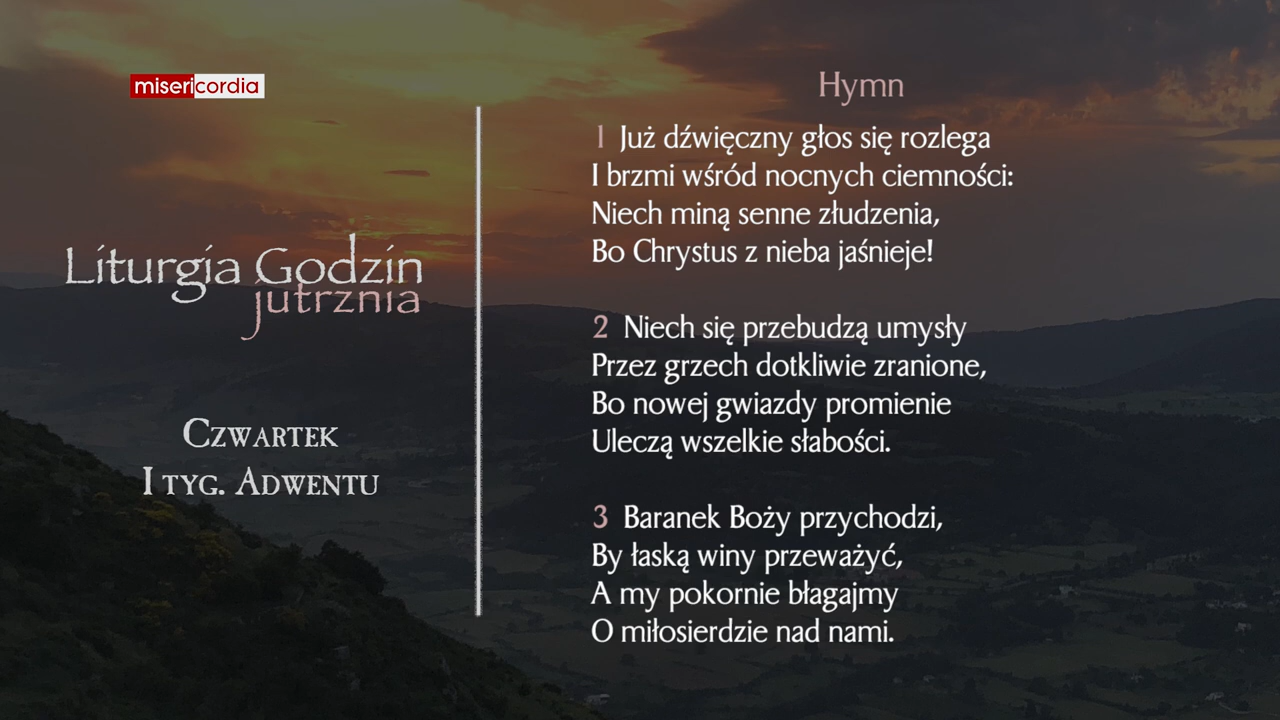 misericordia
Liturgia Godzin
jutrznia
Czwartek
I tyg. Adwentu
Hymn
1 Już dźwięczny głos się rozlega
I brzmi wśród nocnych ciemności:
Niech miną senne złudzenia,
Bo Chrystus z nieba jaśnieje!
2 Niech się przebudzą umysły
Przez grzech dotkliwie zranione,
Bo nowej gwiazdy promienie
Uleczą wszelkie słabości.
3 Baranek Boży przychodzi,
By łaską winy przeważyć,
A my pokornie błagajmy
O miłosierdzie nad nami.